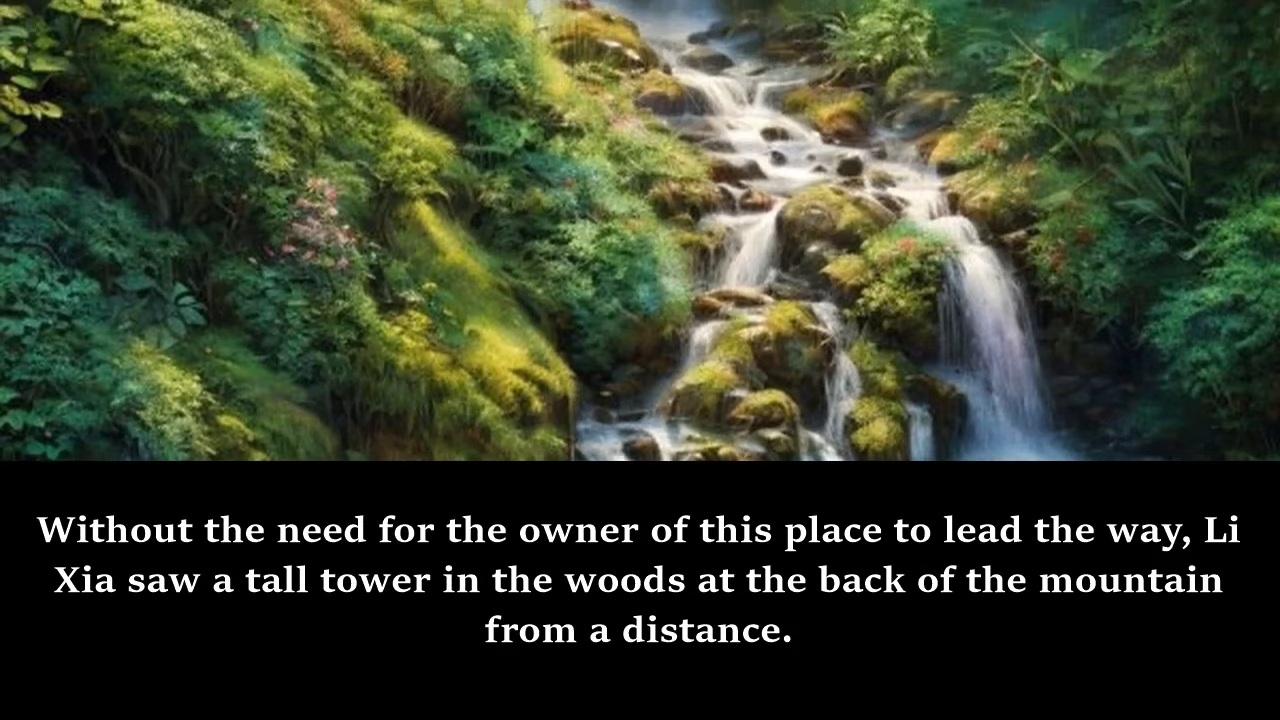 Without the need for the owner of this place to lead the way, Li
Xia saw a tall tower in the woods at the back of the mountain
from a distance.